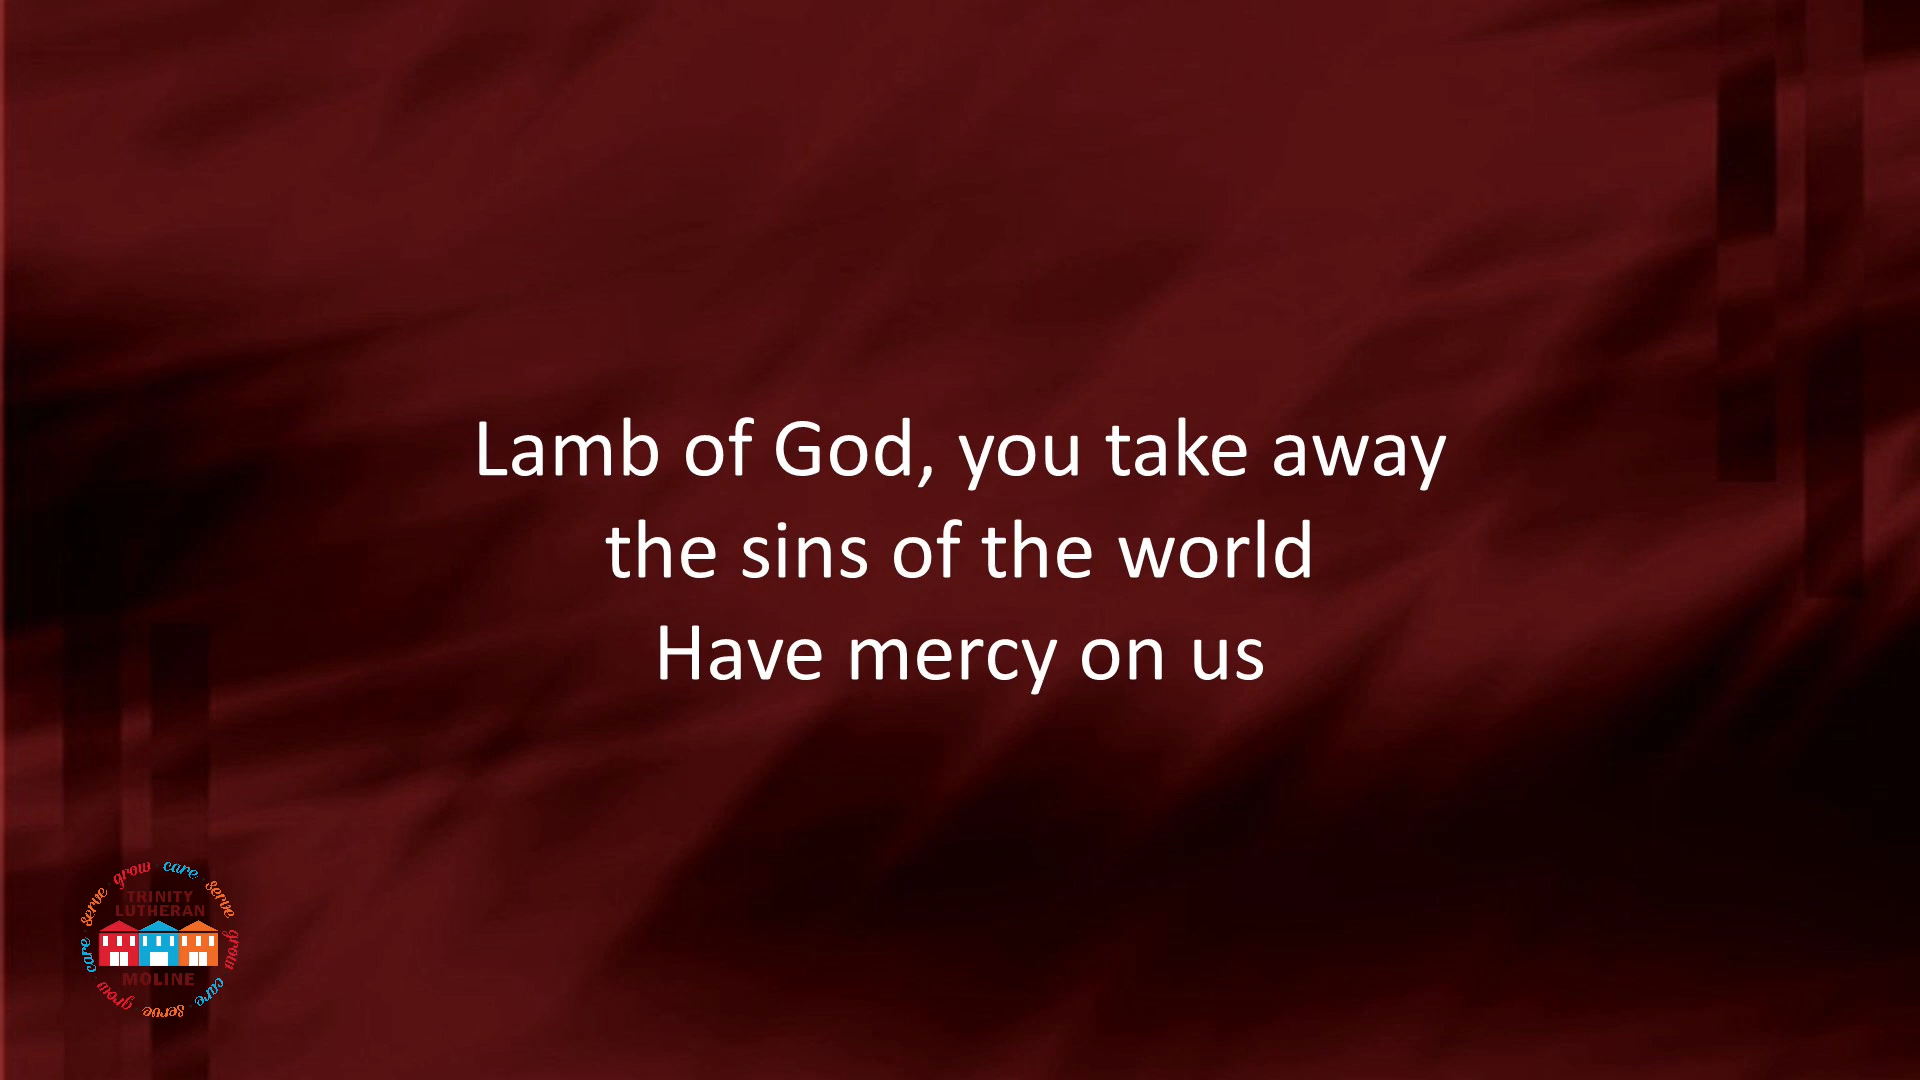 Lamb of God, you take away
the sins of the world
Have mercy on us
grow care serve grow care serve grow care serve
TRINITY
LUTHERAN
MOLINE